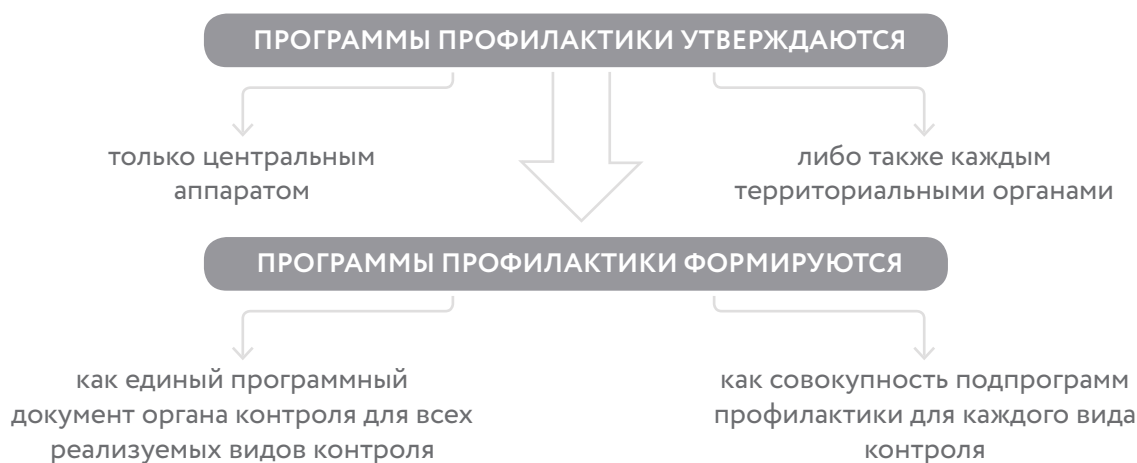 ПРОГРАММЫ ПРОФИЛАКТИКИ УТВЕРЖДАЮТСЯ
только центральным
аппаратом
либо также каждым
территориальными органами
ПРОГРАММЫ ПРОФИЛАКТИКИ ФОРМИРУЮТСЯ
как единый программный
документ органа контроля для всех
реализуемых видов контроля
как совокупность подпрограмм
профилактики для каждого вида
контроля